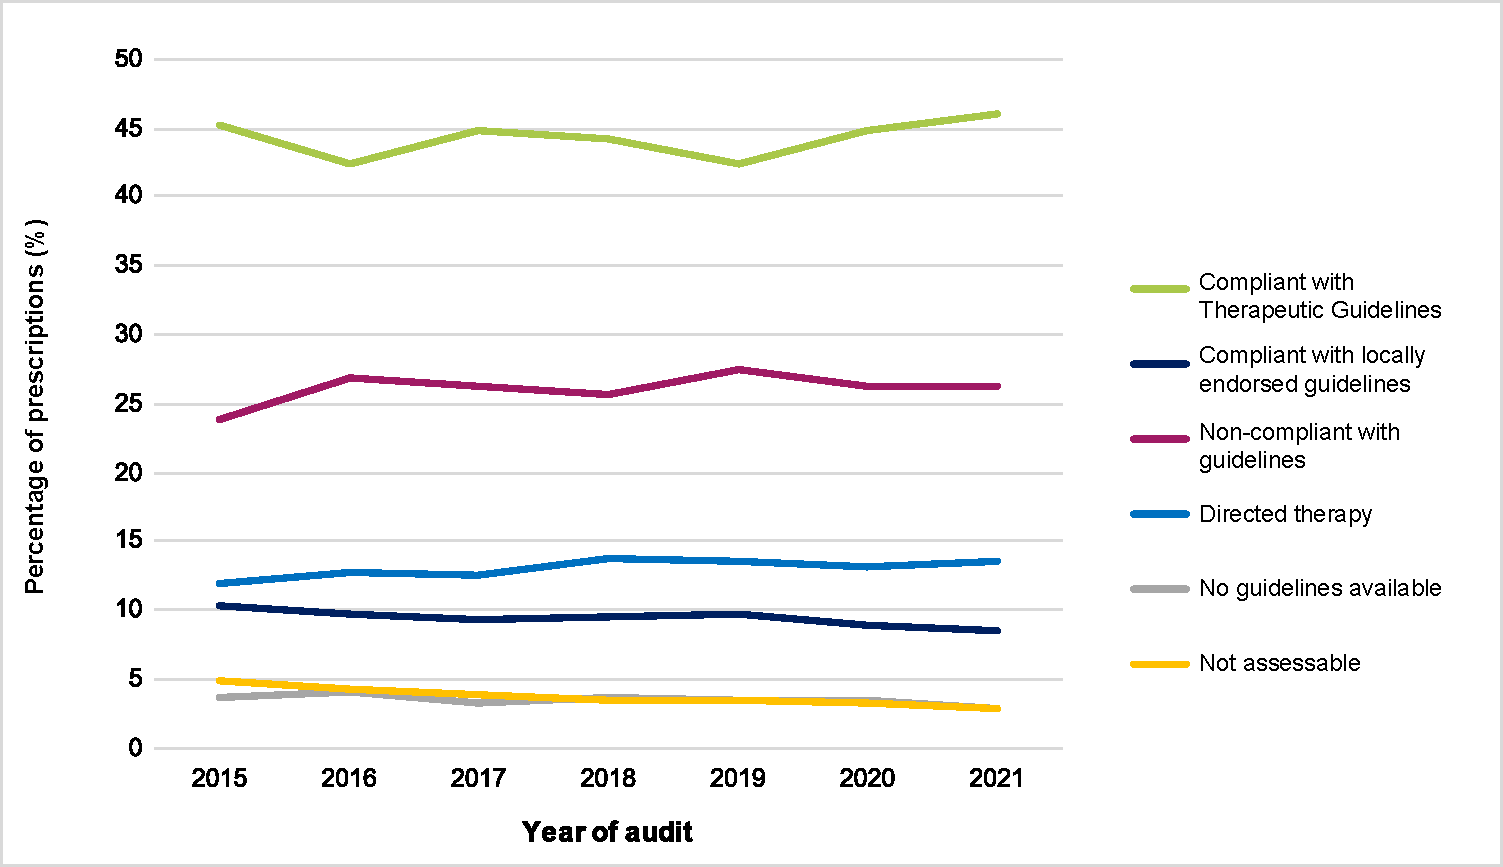 50
45
40
35
30
25
20
15
10
5
0
Percentage of prescriptions (%)
2015 2016 2017 2018 2019 2020 2021
Year of audit
Compliant with
Therapeutic Guidelines
Compliant with locally
endorsed guidelines
Non-compliant with
guidelines
Directed therapy
No guidelines available
Not assessable